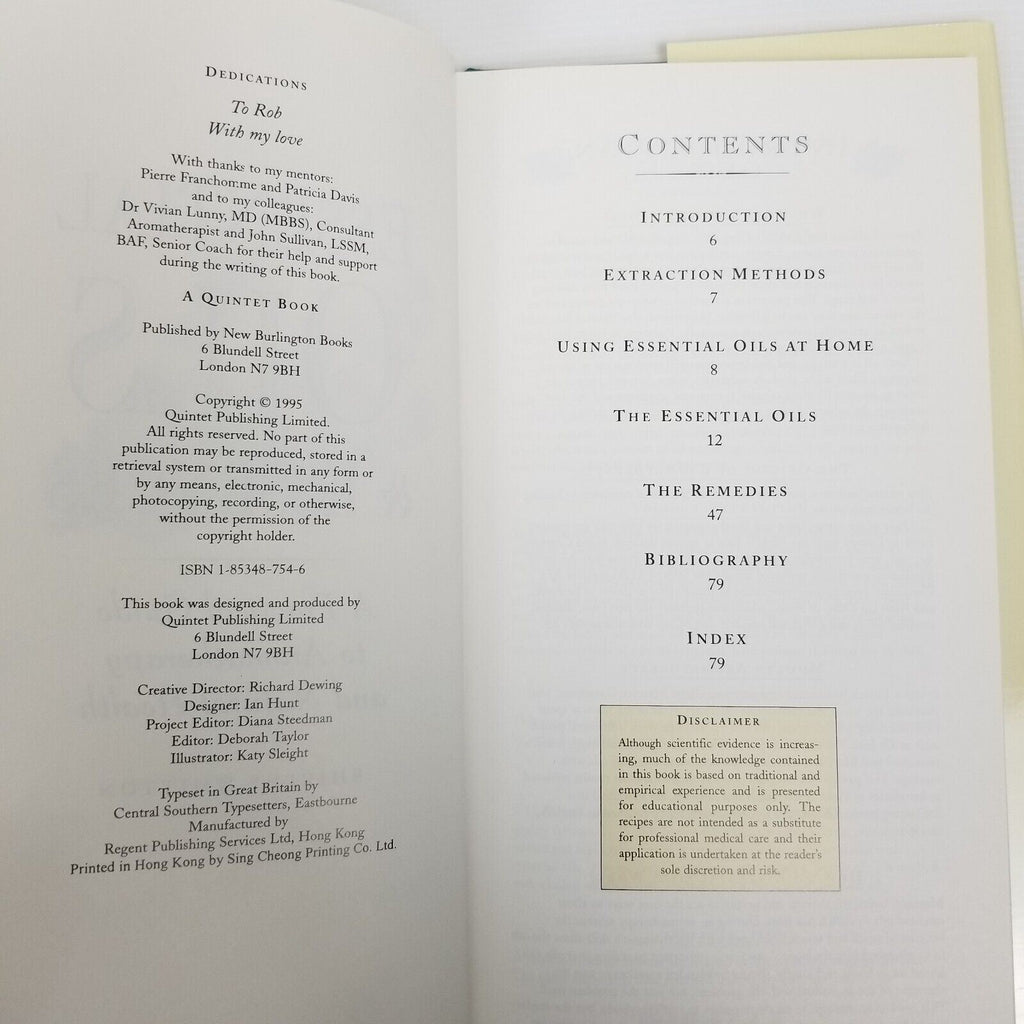 DEDICATIONS
To Rob
With my love
With thanks to my mentors:
Pierre Franchomme and Patricia Davis
and to my colleagues:
Dr Vivian Lunny, MD (MBBS), Consultant
Aromatherapist and John Sullivan, LSSM,
BAF, Senior Coach for their help and support
during the writing of this book.
A QUINTET BOOK
Published by New Burlington Books
6 Blundell Street
London N7 9BH
Copyright © 1995
Quintet Publishing Limited.
All rights reserved. No part of this
publication may be reproduced, stored in a
retrieval system or transmitted in any form or
by any means, electronic, mechanical,
photocopying, recording, or otherwise,
without the permission of the
copyright holder.
ISBN 1-85348-754-6
This book was designed and produced by
Quintet Publishing Limited
6 Blundell Street
London N7 9BH
Creative Director: Richard Dewing
Designer: Ian Hunt
Project Editor: Diana Steedman
Editor: Deborah Taylor
Illustrator: Katy Sleight
Typeset in Great Britain by
Central Southern Typesetters, Eastbourne
Manufactured by
Regent Publishing Services Ltd, Hong Kong
Printed in Hong Kong by Sing Cheong Printing Co. Ltd.
CONTENTS
INTRODUCTION
6
EXTRACTION METHODS
7
USING ESSENTIAL OILS AT HOME
8
THE ESSENTIAL OILS
12
THE REMEDIES
47
BIBLIOGRAPHY
79
INDEX
79
DISCLAIMER
Although scientific evidence is increas-
ing, much of the knowledge contained
in this book is based on traditional and
empirical experience and is presented
for educational purposes only. The
recipes are not intended as a substitute
for professional medical care and their
application is undertaken at the reader's
sole discretion and risk.